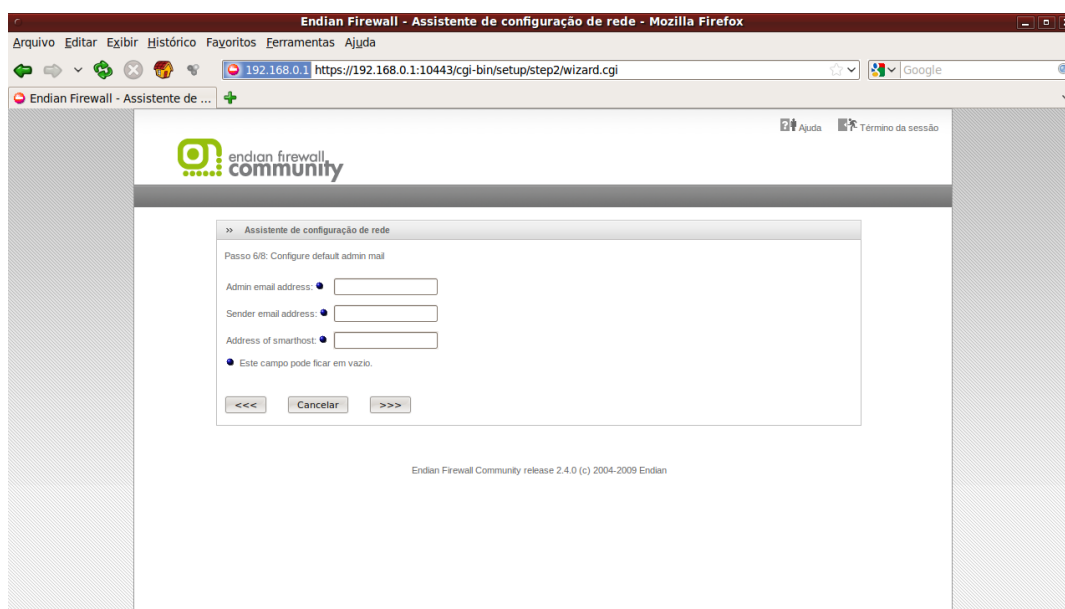 Endian Firewall - Assistente de configuração de rede - Mozilla Firefox
Arquivo Editar Exibir Histórico Favoritos Ferramentas Ajuda
192.168.0.1 https://192.168.0.1:10443/cgi-bin/setup/step2/wizard.cgi Google
Endian Firewall - Assistente de ...
Ajuda Término da sessão
endian firewall
community
>> Assistente de configuração de rede
Passo 6/8: Configure default admin mail
Admin email address:
Sender email address:
Address of smarthost:
Este campo pode ficar em vazio.
<<< Cancelar >>>
Endian Firewall Community release 2.4.0 (c) 2004-2009 Endian